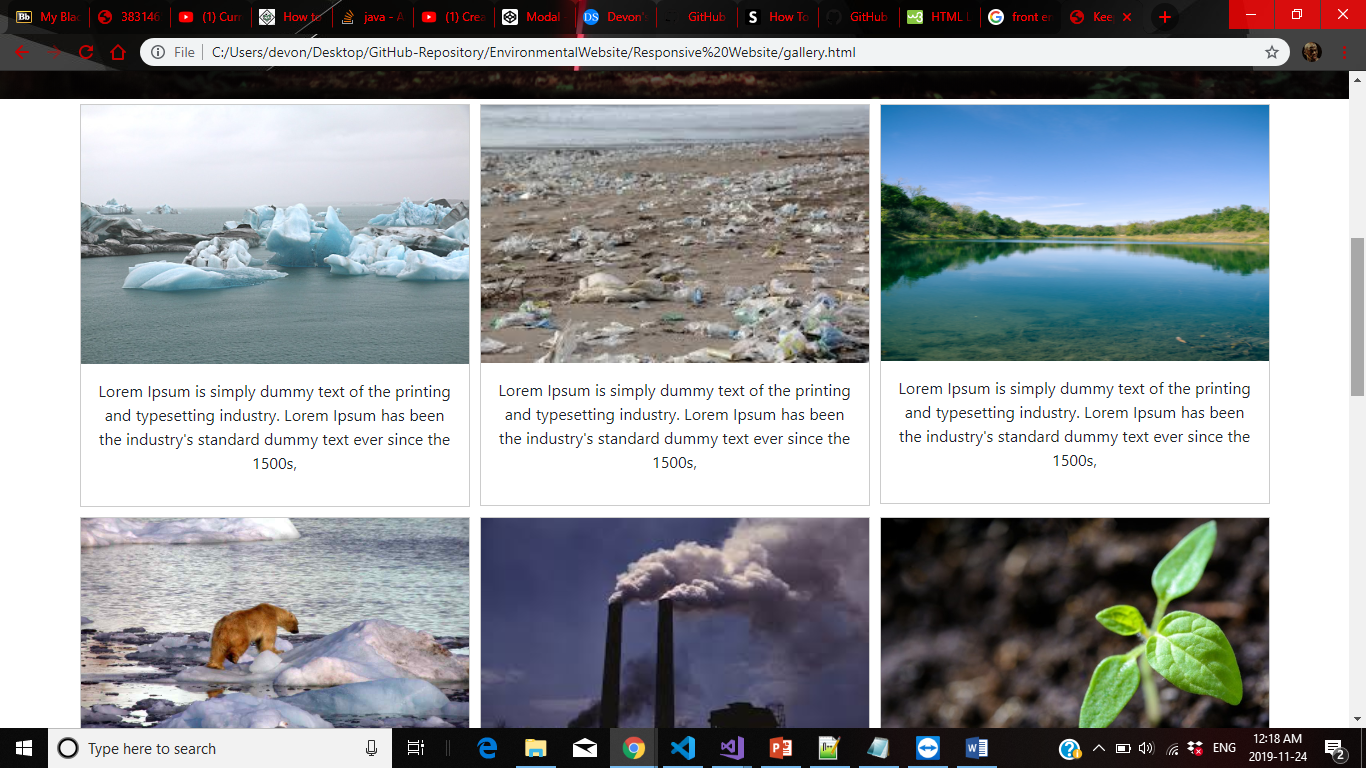 My Blac
383146
(1) Curr
How to
java - A
(1) Crea
Modal
DS Devon's
GitHub
S How To
GitHub
HTML L
front en
Kee
File C:/Users/devon/Desktop/GitHub-Repository/EnvironmentalWebsite/Responsive%20Website/gallery.html
Lorem Ipsum is simply dummy text of the printing
and typesetting industry. Lorem Ipsum has been
the industry's standard dummy text ever since the
1500s,
Lorem Ipsum is simply dummy text of the printing
and typesetting industry. Lorem Ipsum has been
the industry's standard dummy text ever since the
1500s,
Lorem Ipsum is simply dummy text of the printing
and typesetting industry. Lorem Ipsum has been
the industry's standard dummy text ever since the
1500s,
Type here to search
ENG
12:18 AM
2019-11-24
2